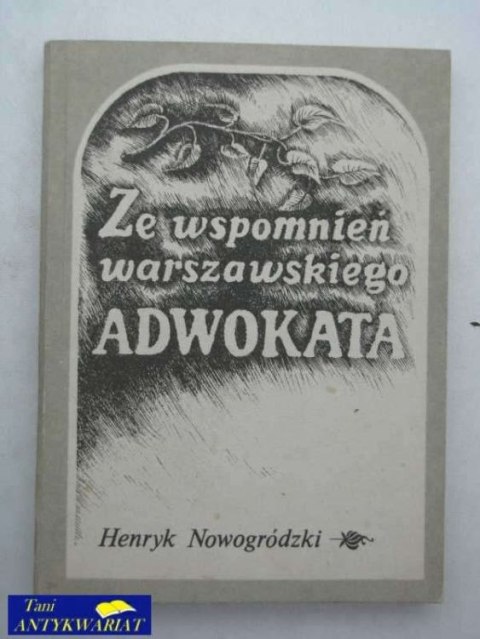 Ze wspomnień
warszawskiego
ADWOKATA
Henryk Nowogródzki
Tani
ANTYKWARIAT